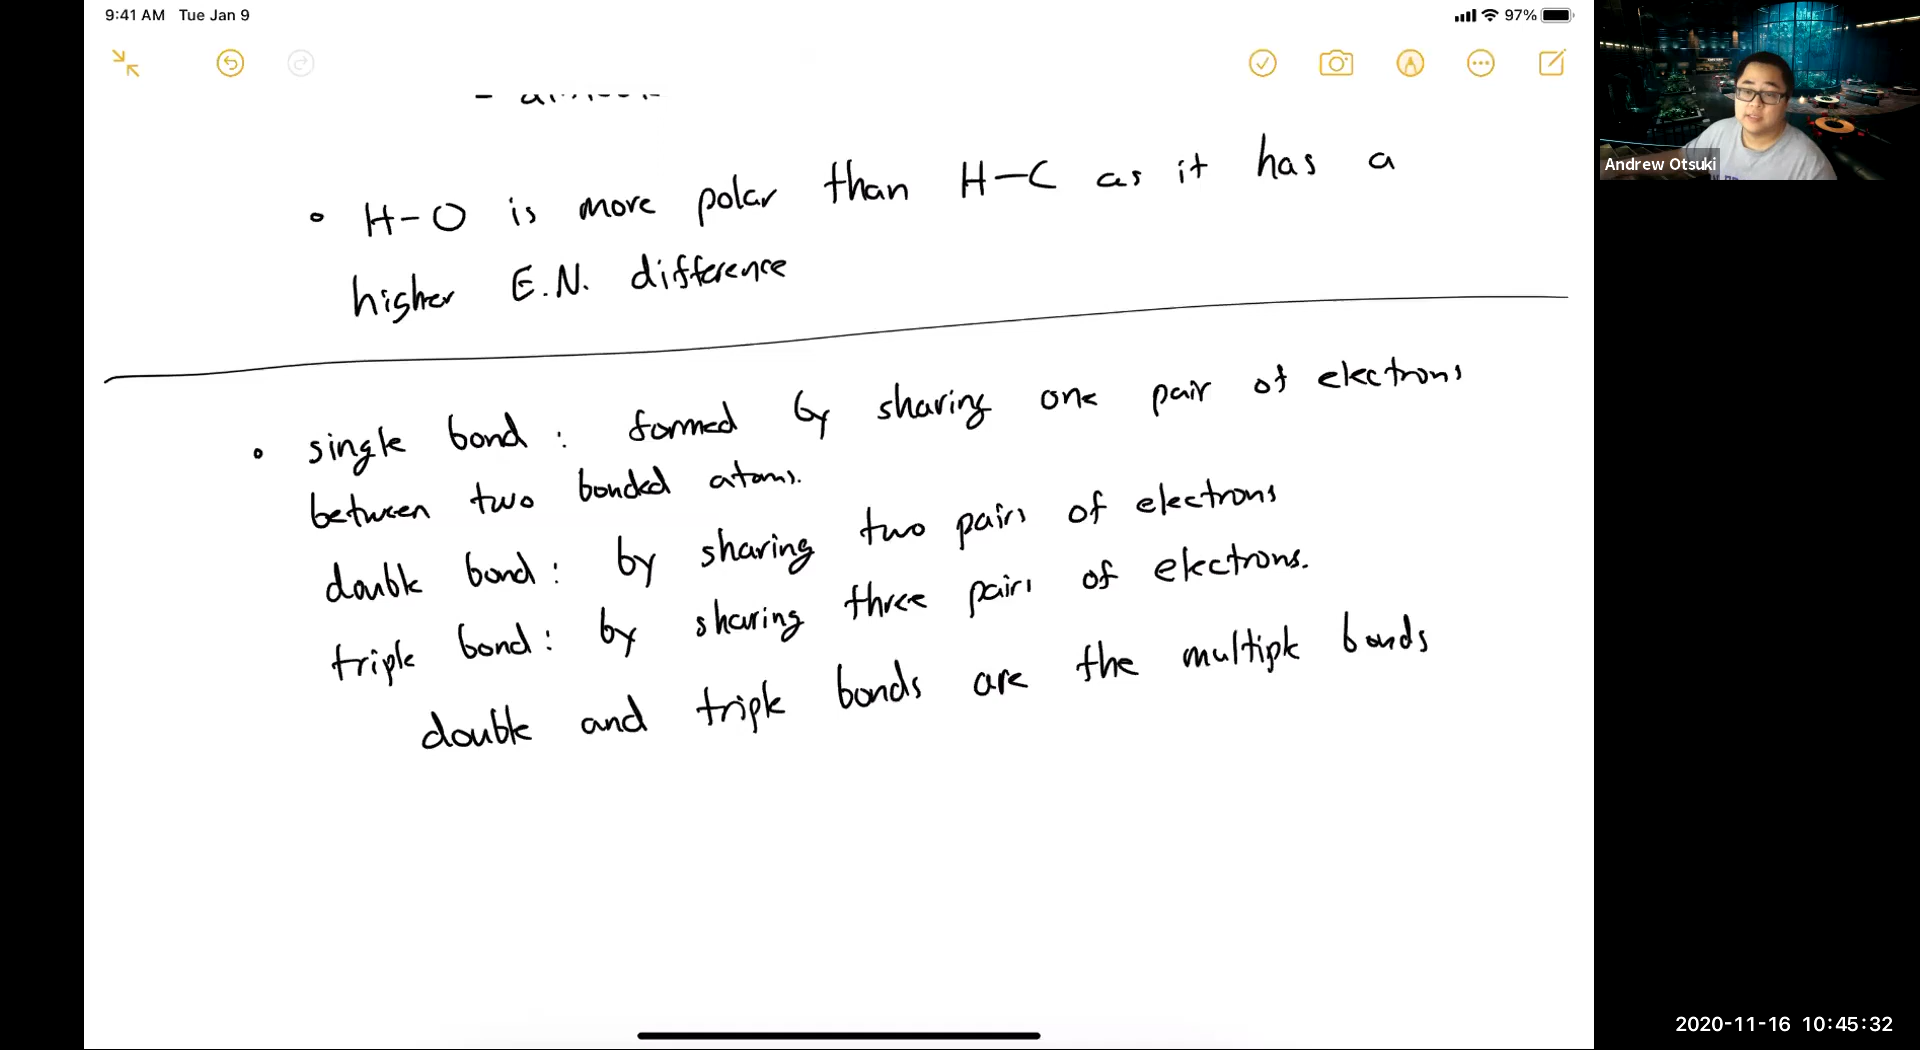 9:41 AM Tue Jan 9
97%
Andrew Otsuki
• H-O is more polar than H-C as it has a
higher E.N. difference
• single bond: formed by sharing one pair of electrons
between two bonded atoms.
double bond: by sharing two pairs of electrons
triple bond: by sharing three pairs of electrons.
double and triple bonds are the multiple bonds
2020-11-16 10:45:32